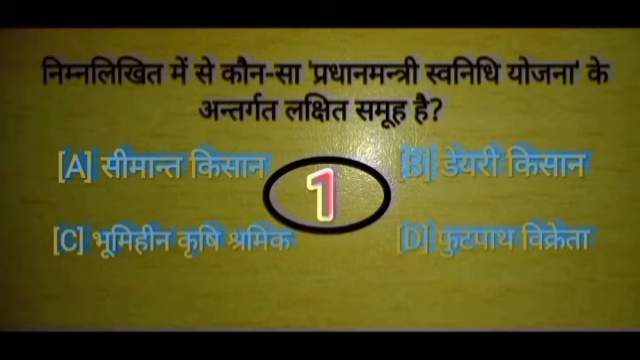 निम्नलिखित में से कौन-सा 'प्रधानमन्त्री स्वनिधि योजना' के
अन्तर्गत लक्षित समूह है?
[A] सीमान्त किसान
[B] डेयरी किसान
1
[C] भूमिहीन कृषि श्रमिक
[D] फुटपाथ विक्रेता